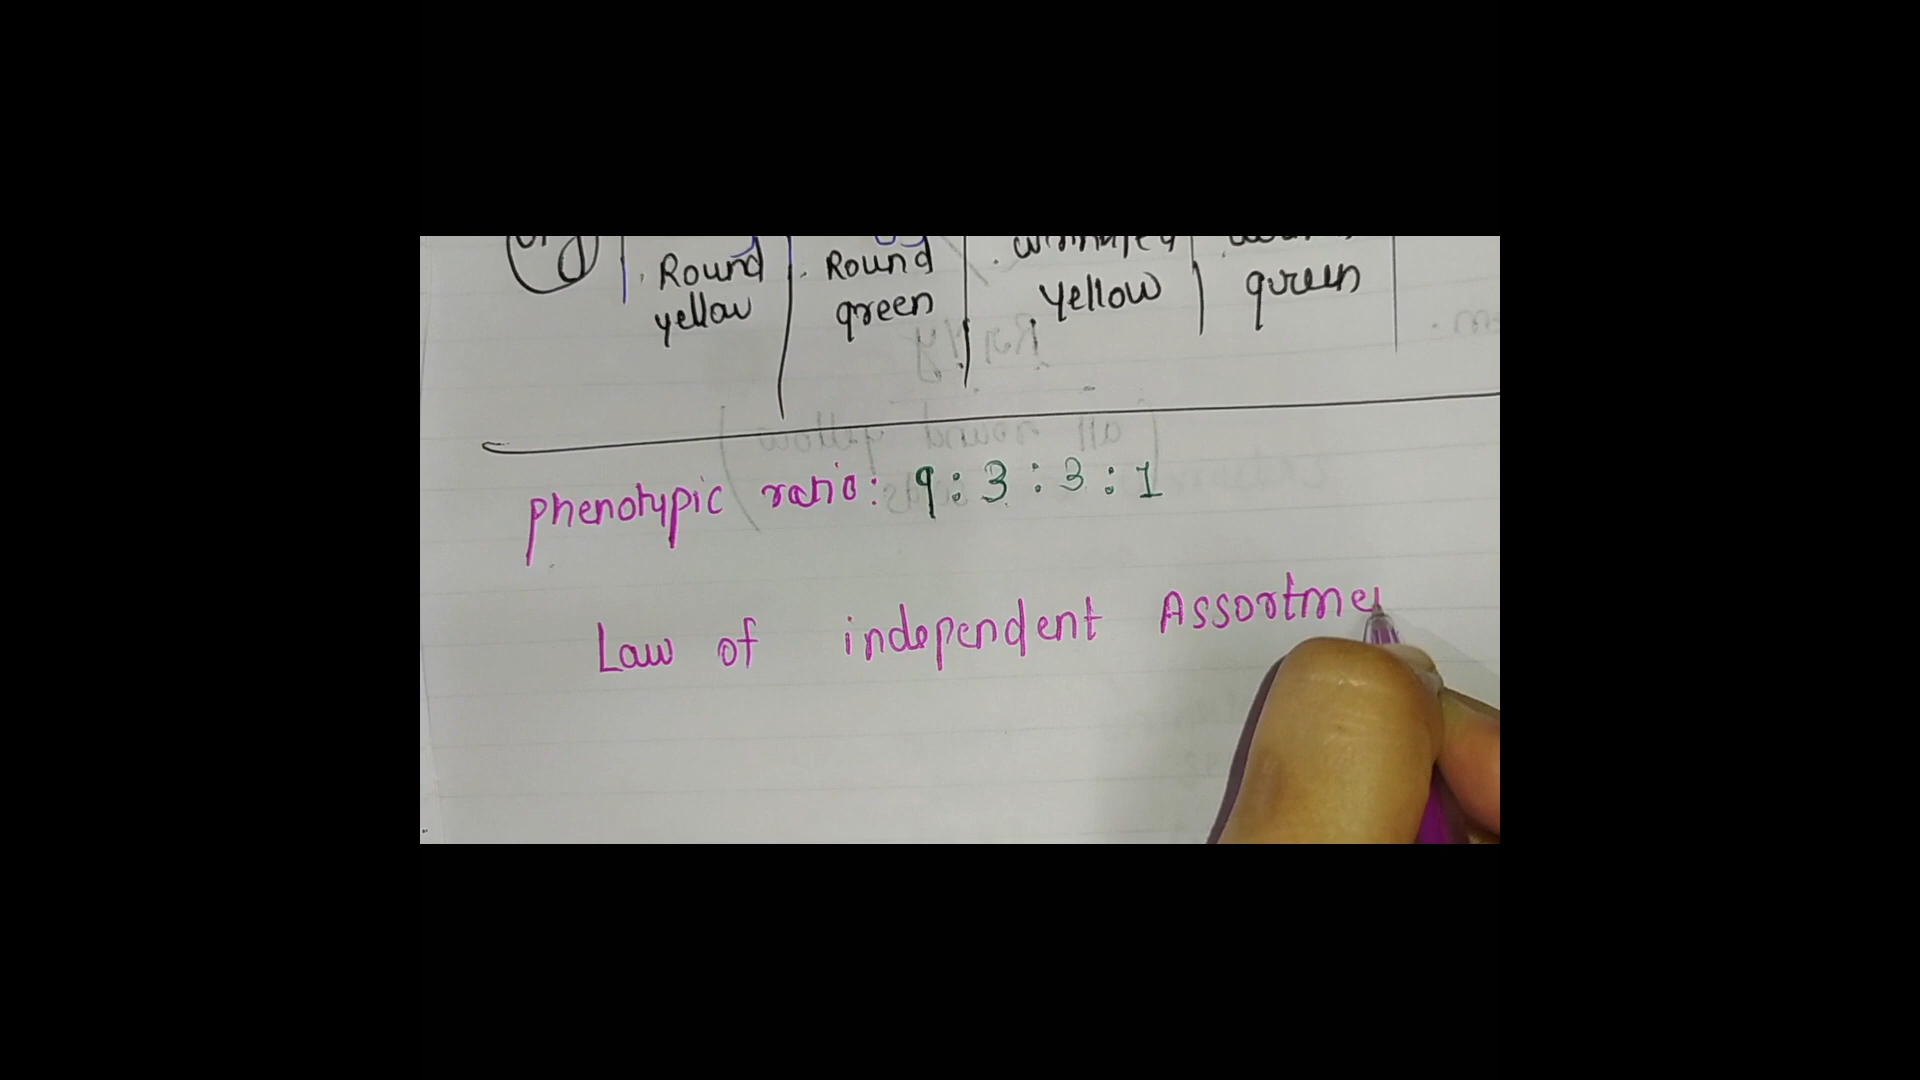 Round Round
yellow green yellow green
phenotypic ratio: 9:3:3:1
Law of independent Assortme